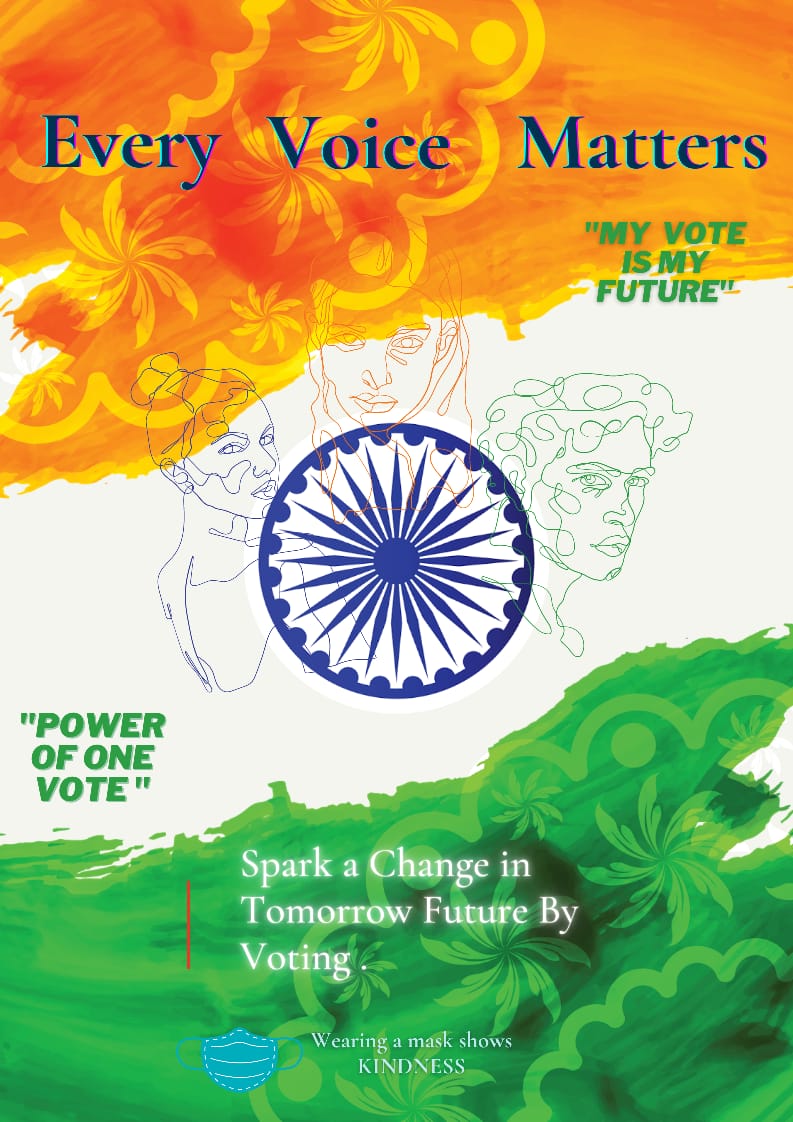 Every Voice Matters
"MY VOTE
IS MY
FUTURE"
"POWER
OF ONE
VOTE "
Spark a Change in
Tomorrow Future By
Voting .
Wearing a mask shows
KINDNESS